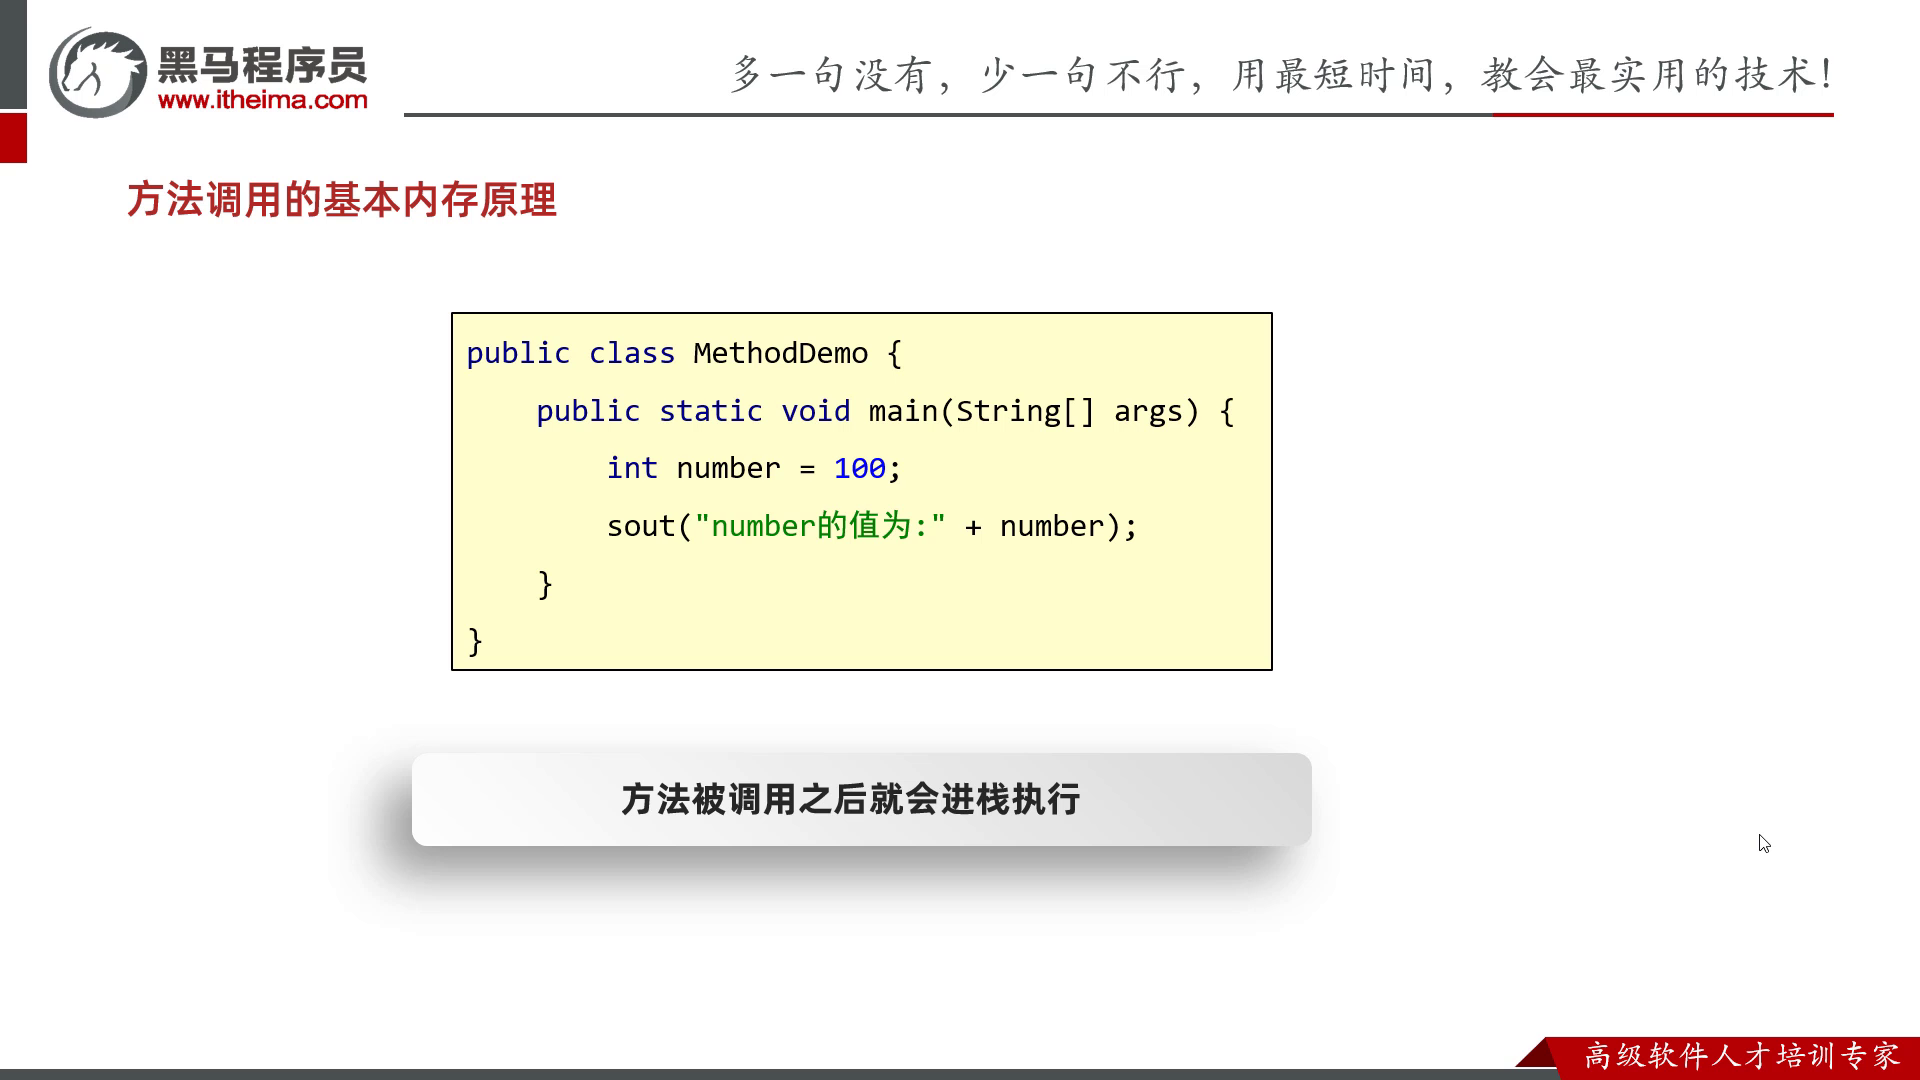 黑马程序员
www.itheima.com
多一句没有，少一句不行，用最短时间，教会最实用的技术！
方法调用的基本内存原理
public class MethodDemo {
    public static void main(String[] args) {
        int number = 100;
        sout("number的值为:" + number);
    }
}
方法被调用之后就会进栈执行
高级软件人才培训专家